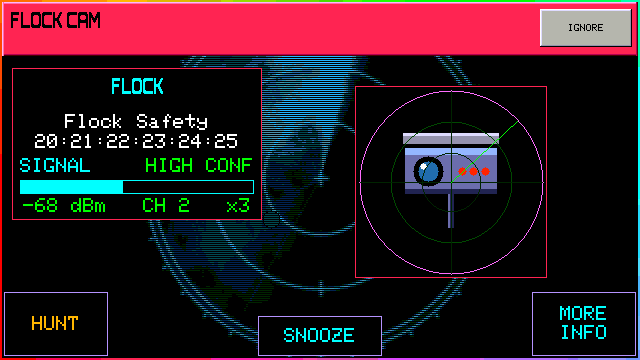 FLOCK CAM
IGNORE
FLOCK
Flock Safety
20:21:22:23:24:25
SIGNAL HIGH CONF
-68 dBm CH 2 x3
HUNT
SNOOZE
MORE
INFO